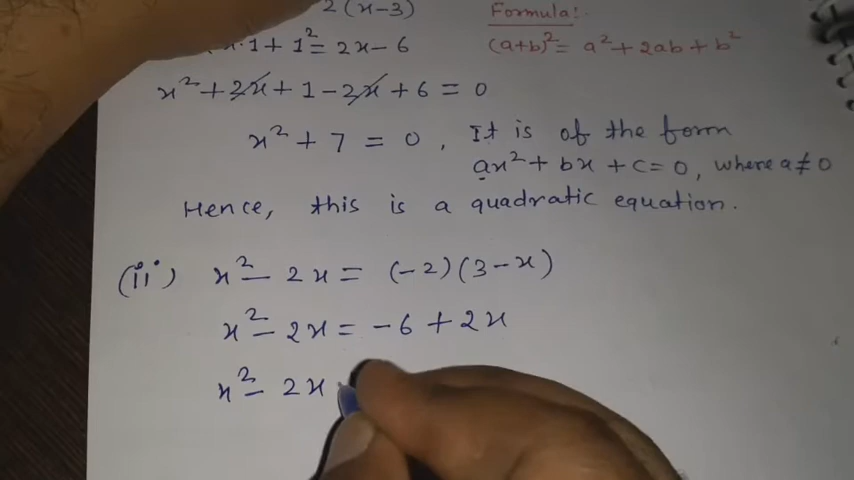 2(x-3)
Formula:
x·1 + 1² = 2x - 6
(a+b)² = a² + 2ab + b²
x² + 2x + 1 - 2x + 6 = 0
x² + 7 = 0, It is of the form
ax² + bx + c = 0, where a ≠ 0
Hence, this is a quadratic equation.
(ii) x² - 2x = (-2)(3-x)
x² - 2x = -6 + 2x
x² - 2x